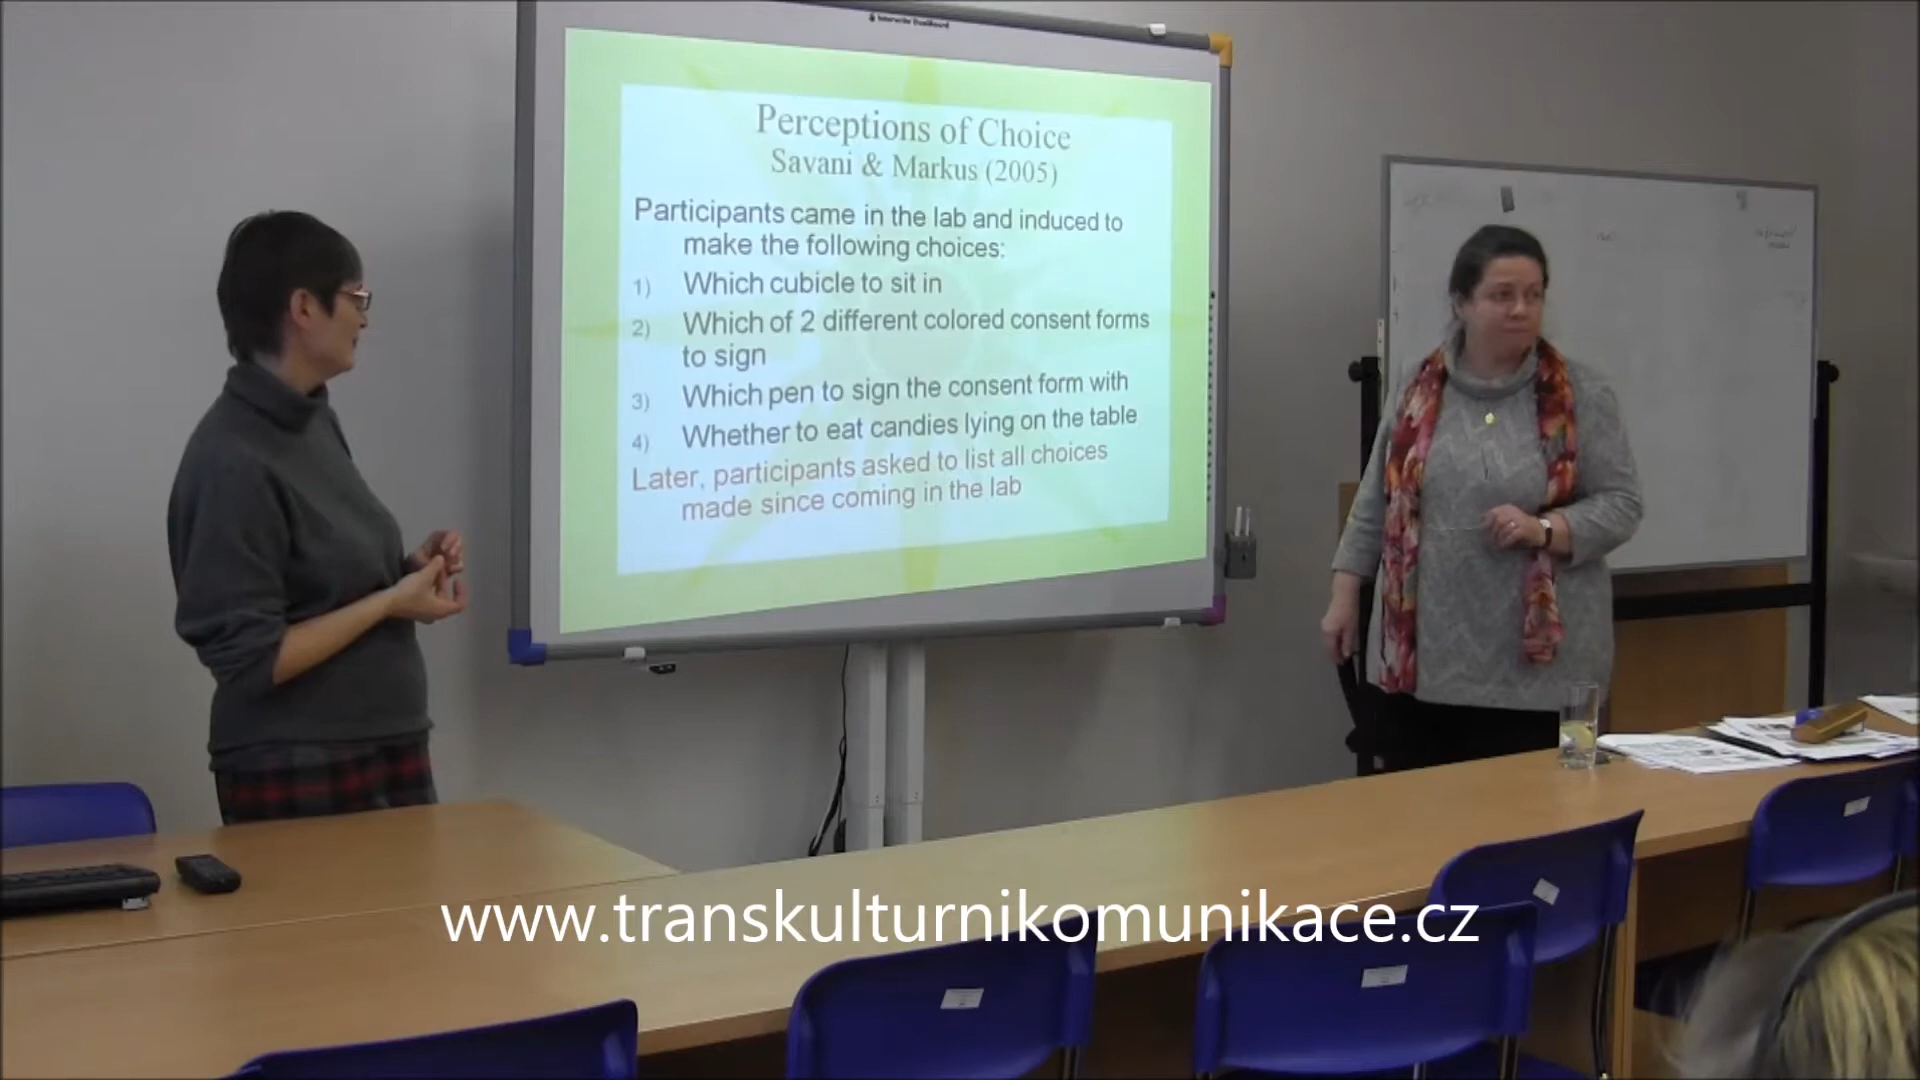 Perceptions of Choice
Savani & Markus (2005)
Participants came in the lab and induced to
make the following choices:
1) Which cubicle to sit in
2) Which of 2 different colored consent forms
to sign
3) Which pen to sign the consent form with
4) Whether to eat candies lying on the table
Later, participants asked to list all choices
made since coming in the lab
www.transkulturnikomunikace.cz